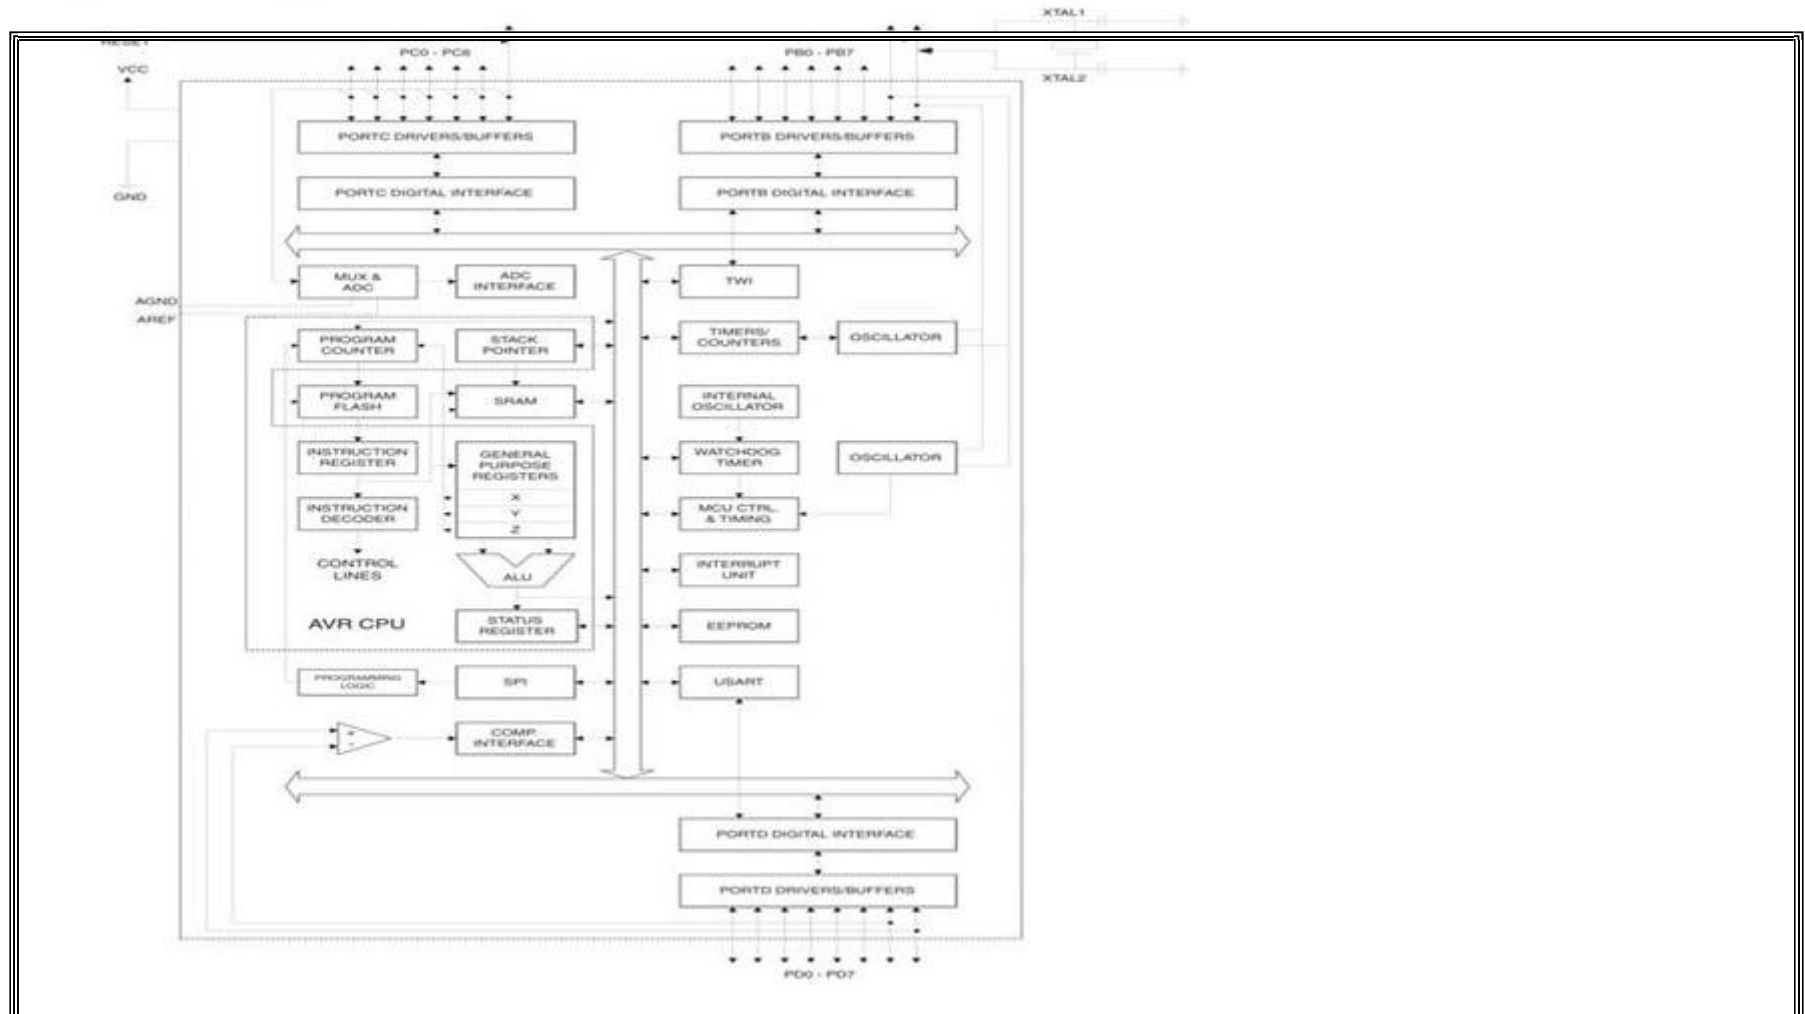 XTAL1
RESET
PC0 - PC6
PB0 - PB7
VCC
XTAL2
PORTC DRIVERS/BUFFERS
PORTB DRIVERS/BUFFERS
PORTC DIGITAL INTERFACE
PORTB DIGITAL INTERFACE
GND
MUX &
ADC
ADC
INTERFACE
TWI
AGND
AREF
PROGRAM
COUNTER
STACK
POINTER
TIMERS/
COUNTERS
OSCILLATOR
PROGRAM
FLASH
SRAM
INTERNAL
OSCILLATOR
INSTRUCTION
REGISTER
GENERAL
PURPOSE
REGISTERS
X
Y
Z
WATCHDOG
TIMER
OSCILLATOR
INSTRUCTION
DECODER
MCU CTRL.
& TIMING
CONTROL
LINES
ALU
INTERRUPT
UNIT
AVR CPU
STATUS
REGISTER
EEPROM
PROGRAMMING
LOGIC
SPI
USART
+
-
COMP.
INTERFACE
PORTD DIGITAL INTERFACE
PORTD DRIVERS/BUFFERS
PD0 - PD7